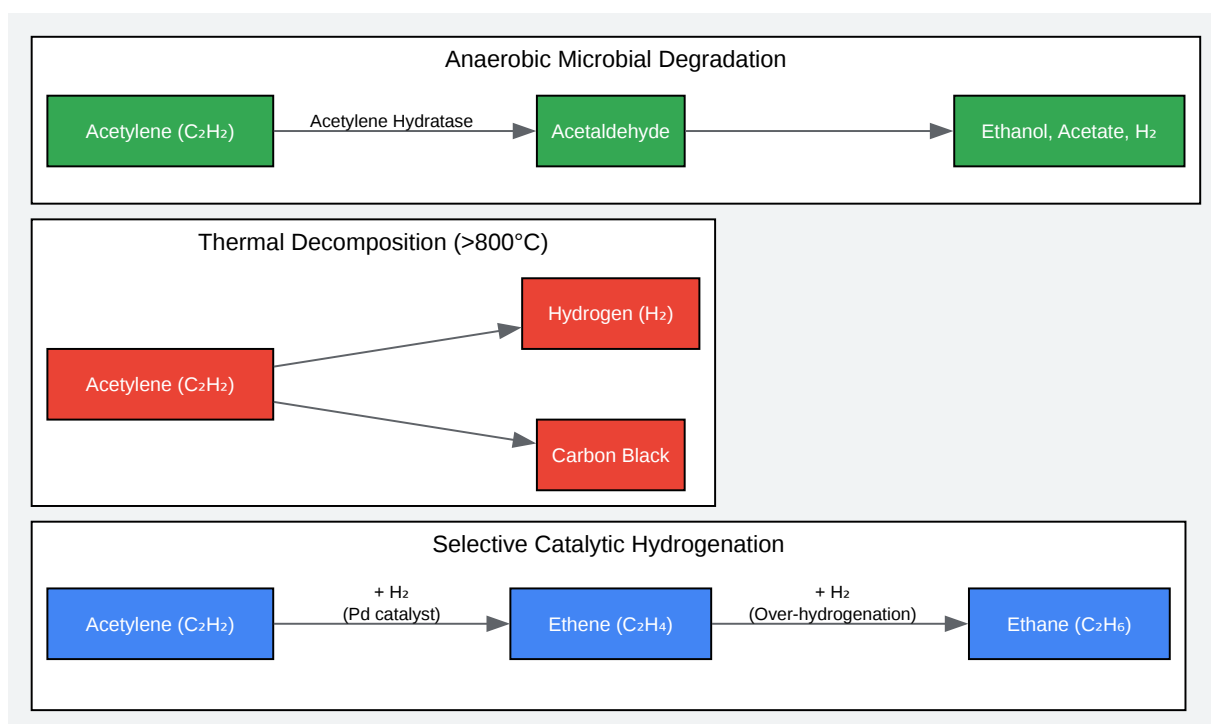 Anaerobic Microbial Degradation
Acetylene (C₂H₂)
Acetylene Hydratase
Acetaldehyde
Ethanol, Acetate, H₂
Thermal Decomposition (>800°C)
Hydrogen (H₂)
Acetylene (C₂H₂)
Carbon Black
Selective Catalytic Hydrogenation
Acetylene (C₂H₂)
+ H₂
(Pd catalyst)
Ethene (C₂H₄)
+ H₂
(Over-hydrogenation)
Ethane (C₂H₆)